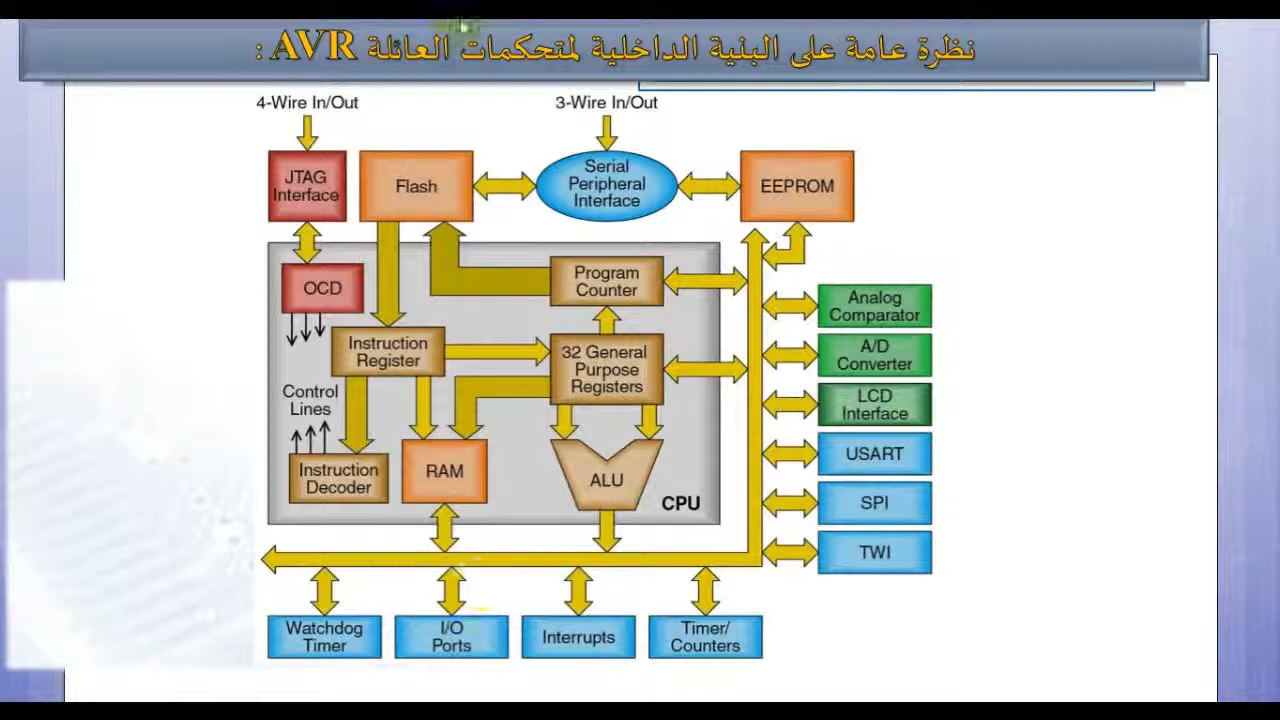 نظرة عامة على البنية الداخلية لمتحكمات العائلة AVR :
4-Wire In/Out
3-Wire In/Out
JTAG
Interface
Flash
Serial
Peripheral
Interface
EEPROM
OCD
Program
Counter
Analog
Comparator
Instruction
Register
32 General
Purpose
Registers
A/D
Converter
Control
Lines
LCD
Interface
Instruction
Decoder
RAM
ALU
CPU
USART
SPI
TWI
Watchdog
Timer
I/O
Ports
Interrupts
Timer/
Counters